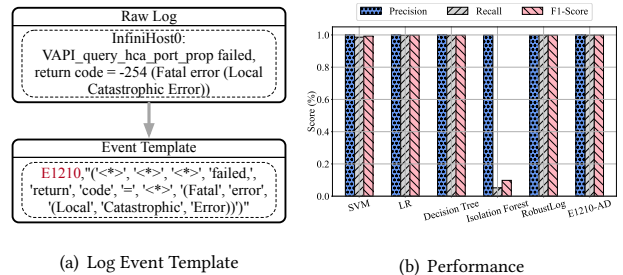 Raw Log
InfiniHost0:
VAPI_query_hca_port_prop failed,
return code = -254 (Fatal error (Local
Catastrophic Error))
Event Template
E1210,"('<*>', '<*>', '<*>', 'failed,',
'return', 'code', '=', '<*>', '(Fatal', 'error',
'(Local', 'Catastrophic', 'Error))')"
(a) Log Event Template
Precision
Recall
F1-Score
Score (%)
1.0
0.8
0.6
0.4
0.2
0.0
SVM
LR
Decision Tree
Isolation Forest
RobustLog
E1210-AD
(b) Performance